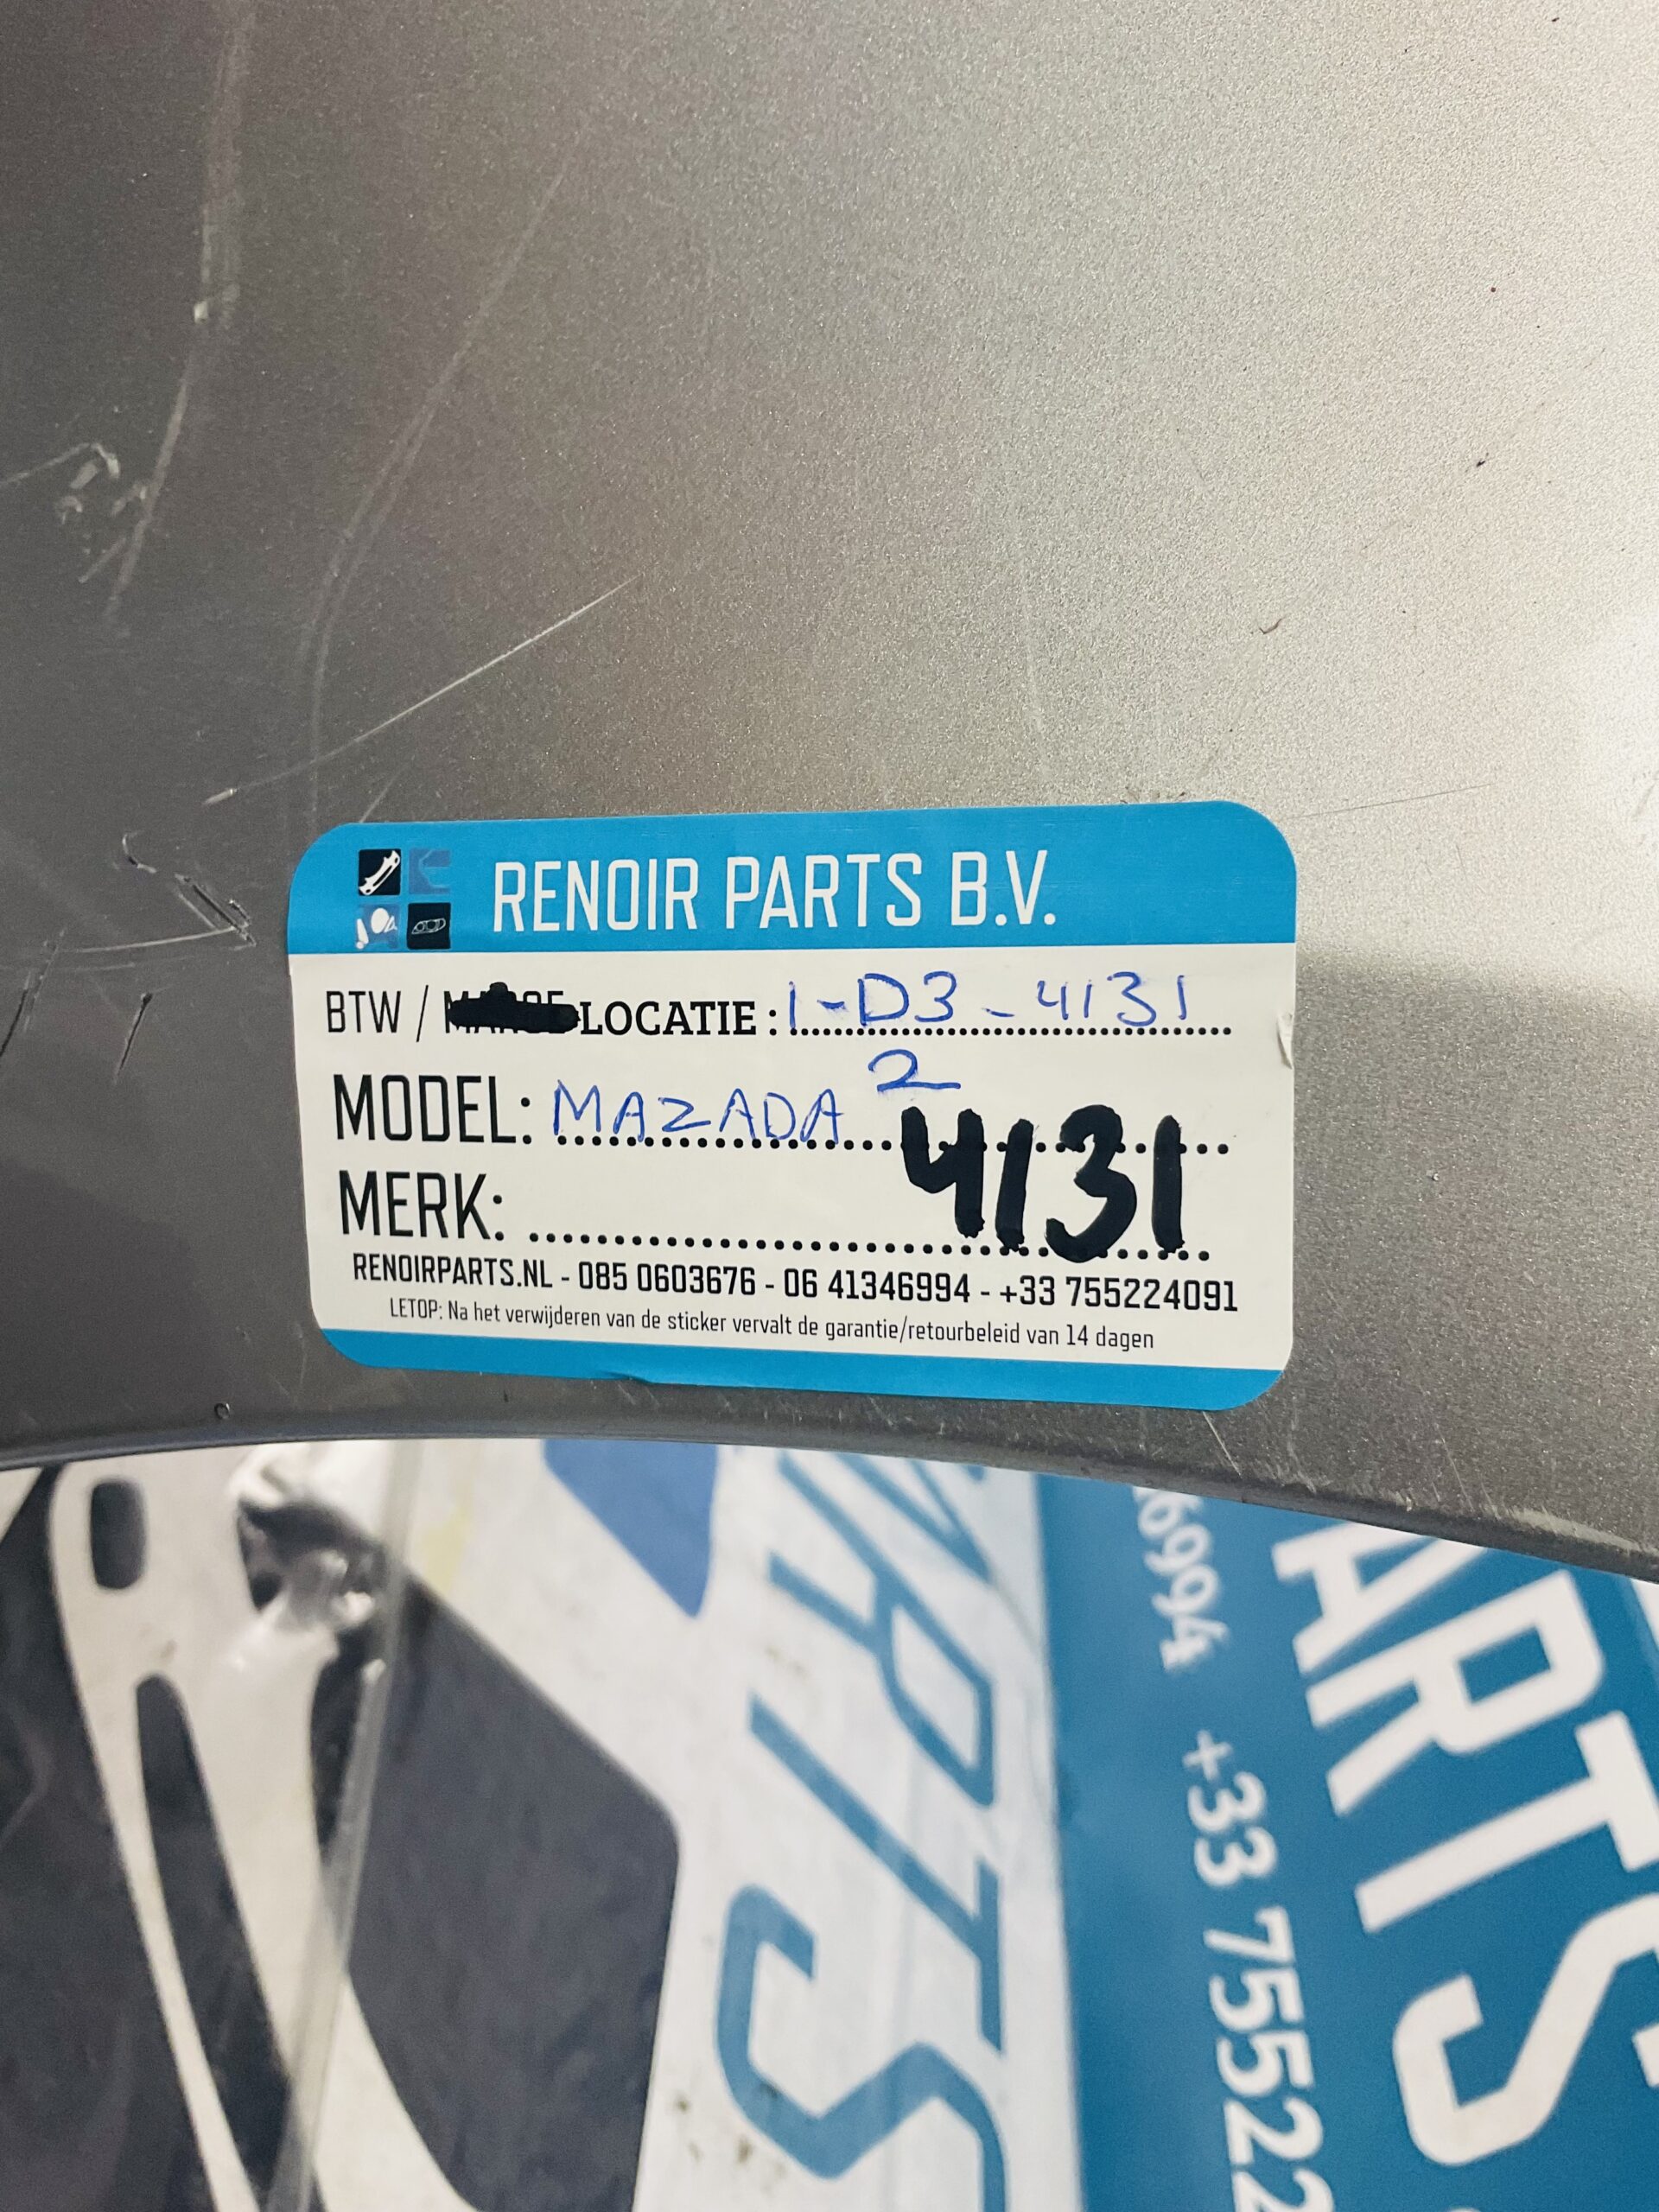 RENOIR PARTS B.V.
BTW / LOCATIE: 1-D3-4131
MODEL: MAZADA 2
4131
MERK:
RENOIRPARTS.NL - 085 0603676 - 06 41346994 - +33 755224091
LETOP: Na het verwijderen van de sticker vervalt de garantie/retourbeleid van 14 dagen
6994 +33 75522
ARTS